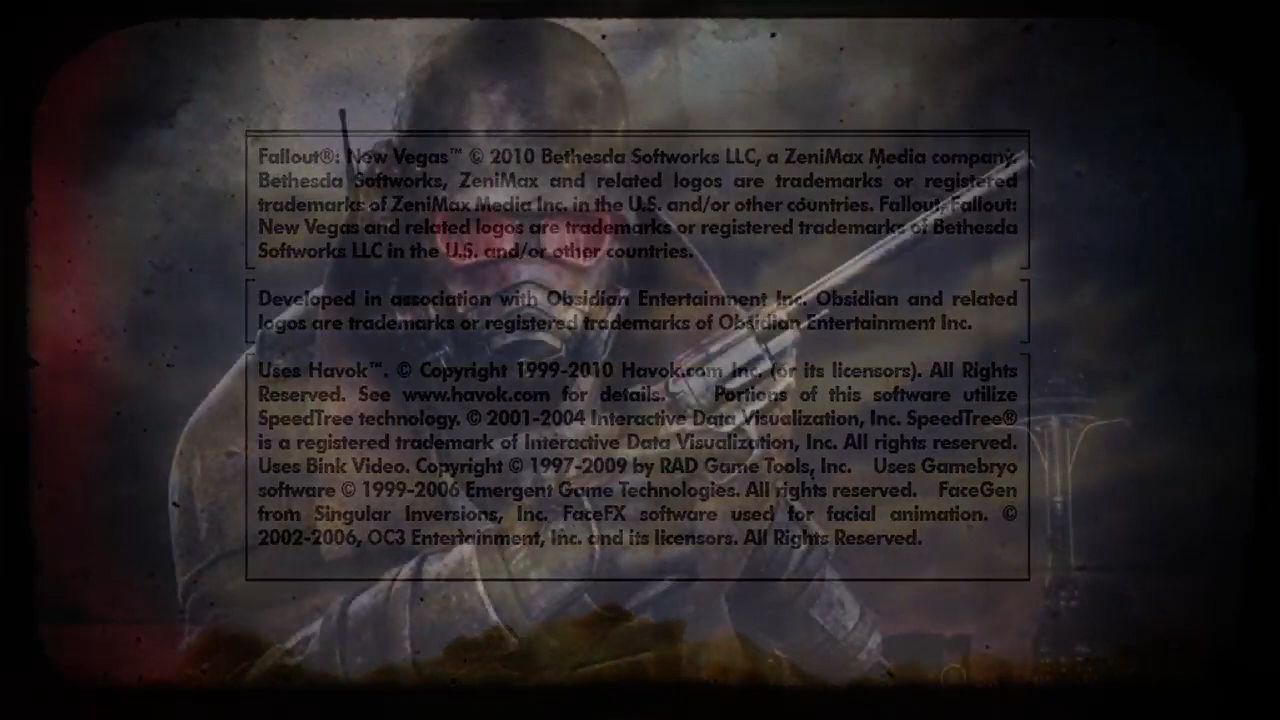 Fallout®: New Vegas™ © 2010 Bethesda Softworks LLC, a ZeniMax Media company.
Bethesda Softworks, ZeniMax and related logos are trademarks or registered
trademarks of ZeniMax Media Inc. in the U.S. and/or other countries. Fallout, Fallout:
New Vegas and related logos are trademarks or registered trademarks of Bethesda
Softworks LLC in the U.S. and/or other countries.
Developed in association with Obsidian Entertainment Inc. Obsidian and related
logos are trademarks or registered trademarks of Obsidian Entertainment Inc.
Uses Havok™. © Copyright 1999-2010 Havok.com Inc. (or its licensors). All Rights
Reserved. See www.havok.com for details. Portions of this software utilize
SpeedTree technology. © 2001-2004 Interactive Data Visualization, Inc. SpeedTree®
is a registered trademark of Interactive Data Visualization, Inc. All rights reserved.
Uses Bink Video. Copyright © 1997-2009 by RAD Game Tools, Inc. Uses Gamebryo
software © 1999-2006 Emergent Game Technologies. All rights reserved. FaceGen
from Singular Inversions, Inc. FaceFX software used for facial animation. ©
2002-2006, OC3 Entertainment, Inc. and its licensors. All Rights Reserved.